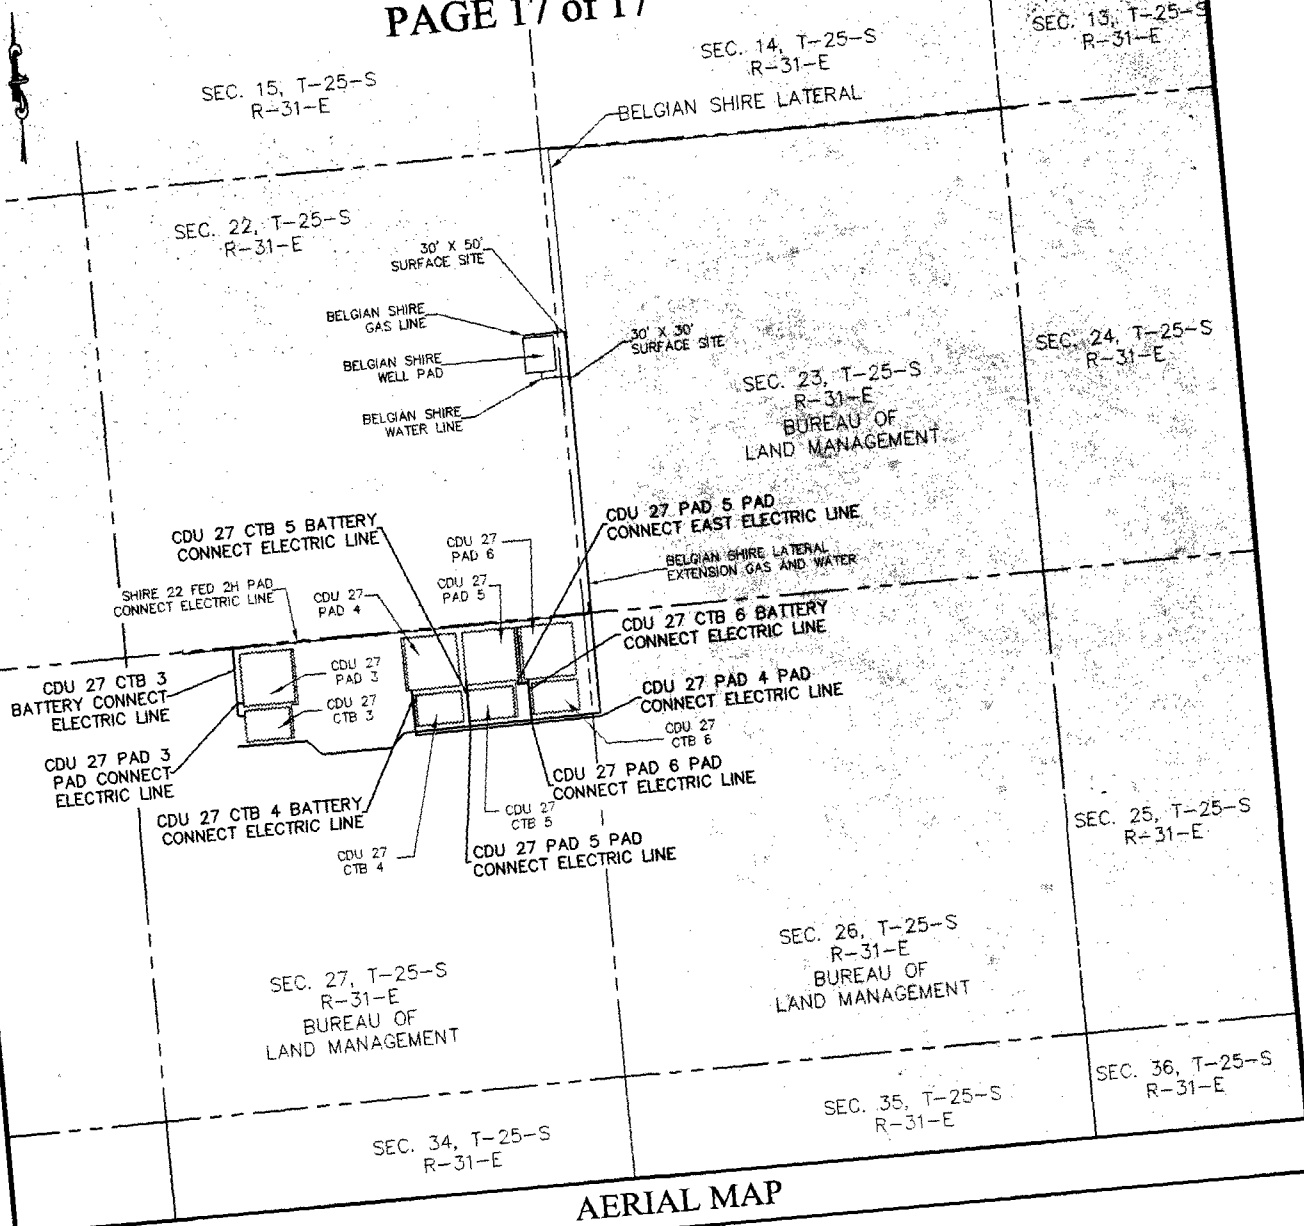 PAGE 17 of 17
SEC. 15, T-25-S
R-31-E
SEC. 14, T-25-S
R-31-E
SEC. 13, T-25-S
R-31-E
BELGIAN SHIRE LATERAL
SEC. 22, T-25-S
R-31-E
30' X 50'
SURFACE SITE
BELGIAN SHIRE
GAS LINE
BELGIAN SHIRE
WELL PAD
BELGIAN SHIRE
WATER LINE
30' X 30'
SURFACE SITE
SEC. 23, T-25-S
R-31-E
BUREAU OF
LAND MANAGEMENT
SEC. 24, T-25-S
R-31-E
CDU 27 CTB 5 BATTERY
CONNECT ELECTRIC LINE
CDU 27
PAD 6
CDU 27
PAD 5
CDU 27 PAD 5 PAD
CONNECT EAST ELECTRIC LINE
BELGIAN SHIRE LATERAL
EXTENSION GAS AND WATER
SHIRE 22 FED 2H PAD
CONNECT ELECTRIC LINE
CDU 27
PAD 4
CDU 27 CTB 6 BATTERY
CONNECT ELECTRIC LINE
CDU 27 CTB 3
BATTERY CONNECT
ELECTRIC LINE
CDU 27
PAD 3
CDU 27
CTB 3
CDU 27 PAD 4 PAD
CONNECT ELECTRIC LINE
CDU 27
CTB 6
CDU 27 PAD 3
PAD CONNECT
ELECTRIC LINE
CDU 27 PAD 6 PAD
CONNECT ELECTRIC LINE
CDU 27 CTB 4 BATTERY
CONNECT ELECTRIC LINE
CDU 27
CTB 5
CDU 27
CTB 4
CDU 27 PAD 5 PAD
CONNECT ELECTRIC LINE
SEC. 25, T-25-S
R-31-E
SEC. 27, T-25-S
R-31-E
BUREAU OF
LAND MANAGEMENT
SEC. 26, T-25-S
R-31-E
BUREAU OF
LAND MANAGEMENT
SEC. 34, T-25-S
R-31-E
SEC. 35, T-25-S
R-31-E
SEC. 36, T-25-S
R-31-E
AERIAL MAP